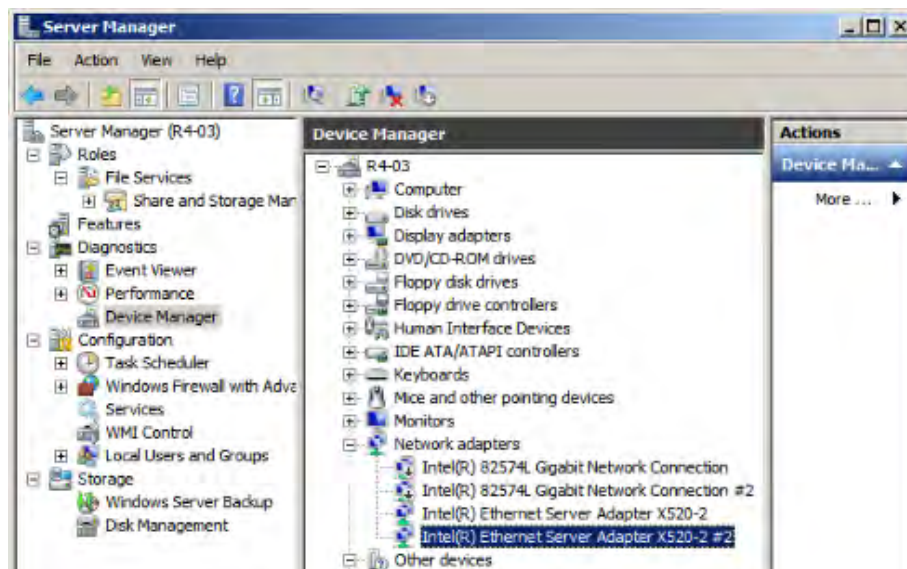 Server Manager
File Action View Help
Server Manager (R4-03)
Roles
File Services
Share and Storage Man
Features
Diagnostics
Event Viewer
Performance
Device Manager
Configuration
Task Scheduler
Windows Firewall with Adva
Services
WMI Control
Local Users and Groups
Storage
Windows Server Backup
Disk Management
Device Manager
R4-03
Computer
Disk drives
Display adapters
DVD/CD-ROM drives
Floppy disk drives
Floppy drive controllers
Human Interface Devices
IDE ATA/ATAPI controllers
Keyboards
Mice and other pointing devices
Monitors
Network adapters
Intel(R) 82574L Gigabit Network Connection
Intel(R) 82574L Gigabit Network Connection #2
Intel(R) Ethernet Server Adapter X520-2
Intel(R) Ethernet Server Adapter X520-2 #2
Other devices
Actions
Device Ma...
More ...